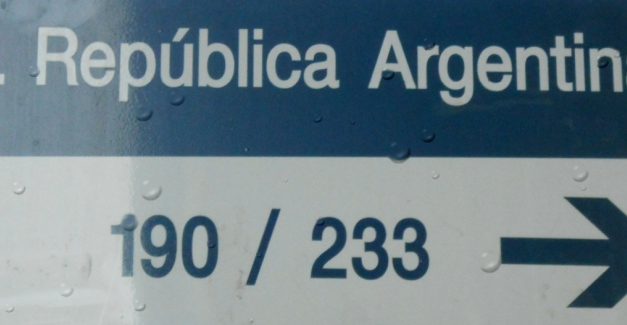 . República Argentin
190 / 233